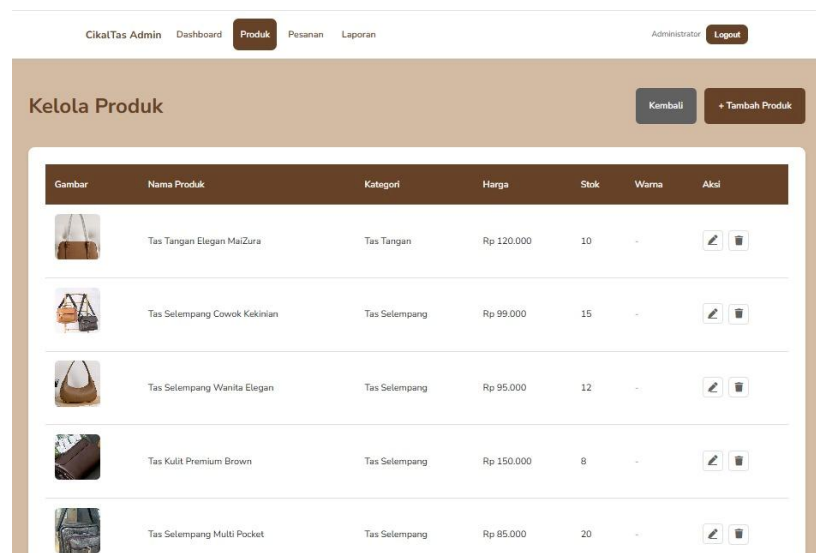 CikalTas Admin Dashboard Produk Pesanan Laporan Administrator Logout
Kelola Produk Kembali + Tambah Produk
Gambar Nama Produk Kategori Harga Stok Warna Aksi
Tas Tangan Elegan MaiZura Tas Tangan Rp 120.000 10 -
Tas Selempang Cowok Kekinian Tas Selempang Rp 99.000 15 -
Tas Selempang Wanita Elegan Tas Selempang Rp 95.000 12 -
Tas Kulit Premium Brown Tas Selempang Rp 150.000 8 -
Tas Selempang Multi Pocket Tas Selempang Rp 85.000 20 -